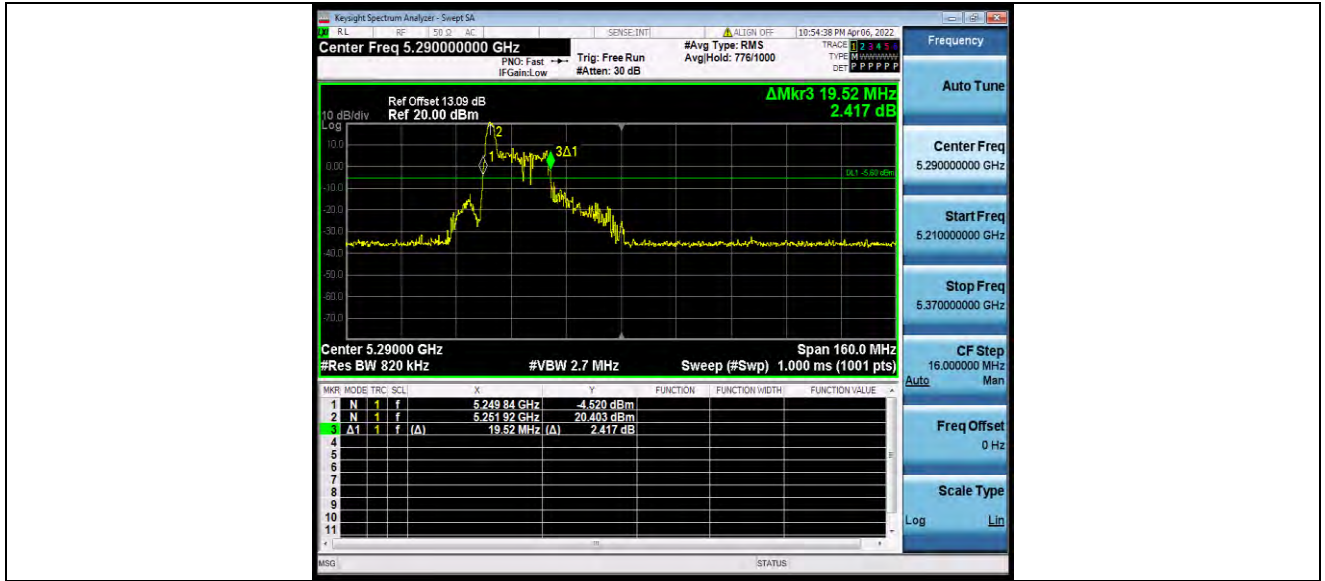 Keysight Spectrum Analyzer - Swept SA
RL RF 50 Ω AC SENSE:INT ALIGN OFF 10:54:38 PM Apr 06, 2022
Center Freq 5.290000000 GHz
PNO: Fast
IFGain:Low
Trig: Free Run
#Atten: 30 dB
#Avg Type: RMS
Avg|Hold: 776/1000
TRACE 1 2 3 4 5 6
TYPE M WWWWW
DET P P P P P P
ΔMkr3 19.52 MHz
2.417 dB
Ref Offset 13.09 dB
10 dB/div Ref 20.00 dBm
Log
10.0
0.00
-10.0
-20.0
-30.0
-40.0
-50.0
-60.0
-70.0
2
1
3Δ1
DL1 -5.60 dBm
Center 5.29000 GHz Span 160.0 MHz
#Res BW 820 kHz #VBW 2.7 MHz Sweep (#Swp) 1.000 ms (1001 pts)
MKR MODE TRC SCL X Y FUNCTION FUNCTION WIDTH FUNCTION VALUE
1 N 1 f 5.249 84 GHz -4.520 dBm
2 N 1 f 5.251 92 GHz 20.403 dBm
3 Δ1 1 f (Δ) 19.52 MHz (Δ) 2.417 dB
4
5
6
7
8
9
10
11
MSG STATUS
Frequency
Auto Tune
Center Freq
5.290000000 GHz
Start Freq
5.210000000 GHz
Stop Freq
5.370000000 GHz
CF Step
16.000000 MHz
Auto Man
Freq Offset
0 Hz
Scale Type
Log Lin